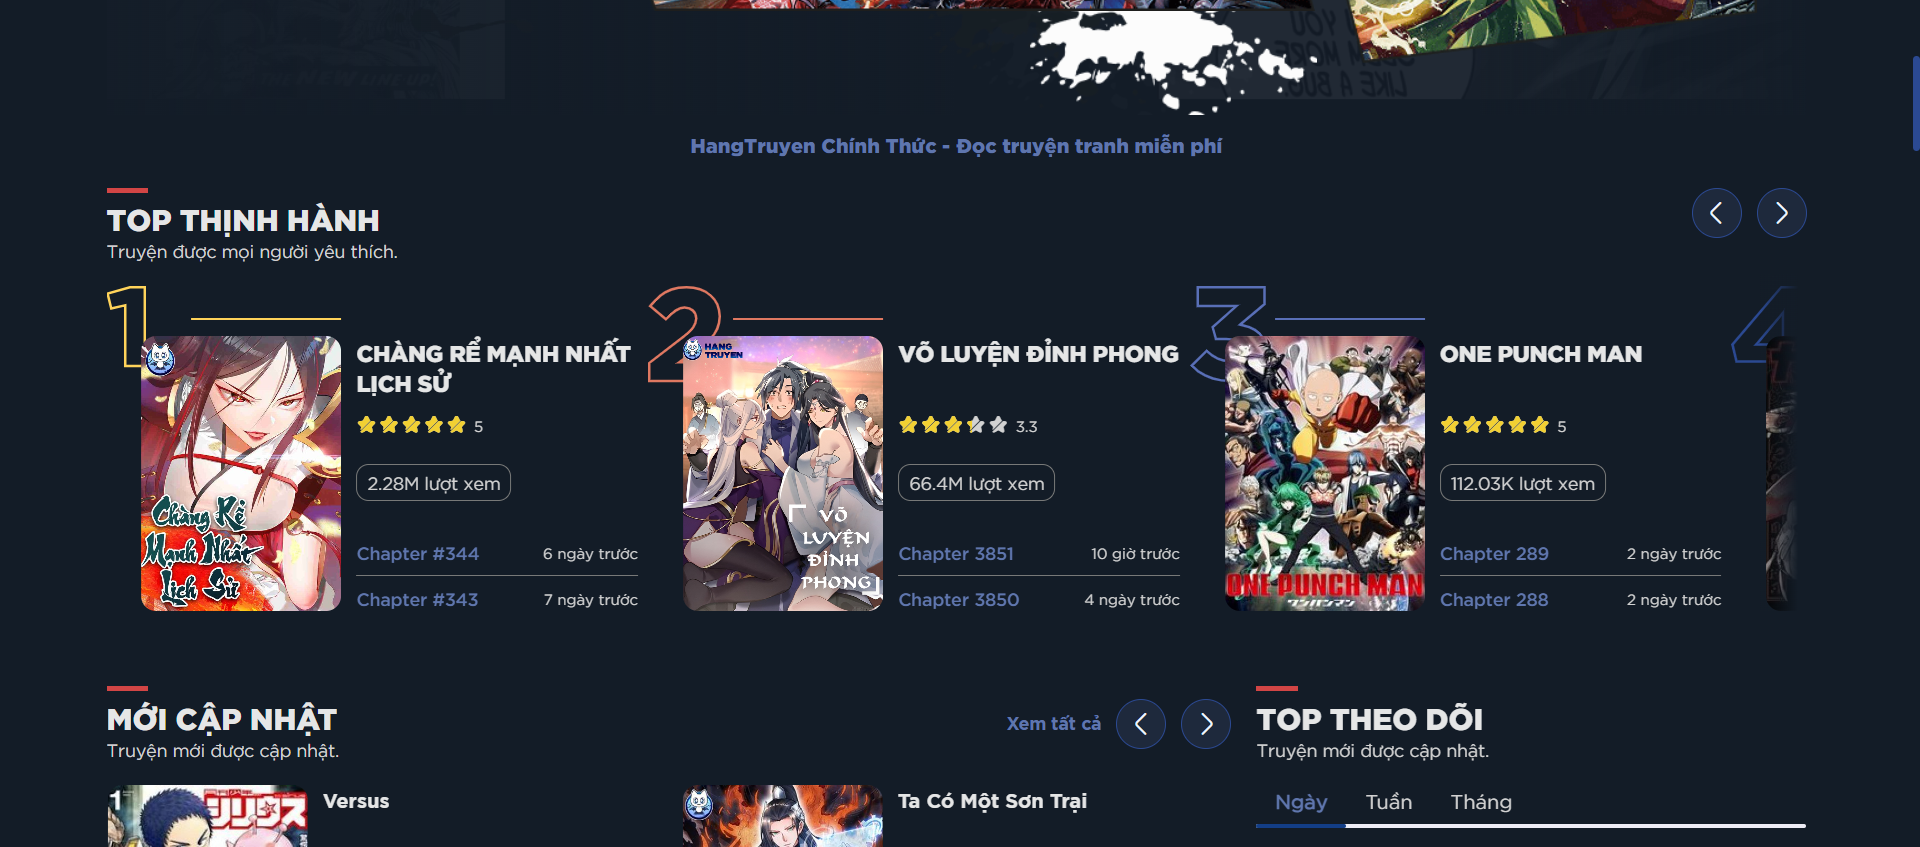 HangTruyen Chính Thức - Đọc truyện tranh miễn phí
TOP THỊNH HÀNH
Truyện được mọi người yêu thích.
1
CHÀNG RỂ MẠNH NHẤT
LỊCH SỬ
5
2.28M lượt xem
Chapter #344 6 ngày trước
Chapter #343 7 ngày trước
Chàng Rể
Mạnh Nhất
Lịch Sử
2
HANG
TRUYEN
VÕ LUYỆN ĐỈNH PHONG
3.3
66.4M lượt xem
Chapter 3851 10 giờ trước
Chapter 3850 4 ngày trước
VÕ
LUYỆN
ĐỈNH
PHONG
3
ONE PUNCH MAN
5
112.03K lượt xem
Chapter 289 2 ngày trước
Chapter 288 2 ngày trước
ONE PUNCH MAN
ワンパンマン
4
MỚI CẬP NHẬT
Truyện mới được cập nhật.
Xem tất cả
Versus
Ta Có Một Sơn Trại
TOP THEO DÕI
Truyện mới được cập nhật.
Ngày Tuần Tháng